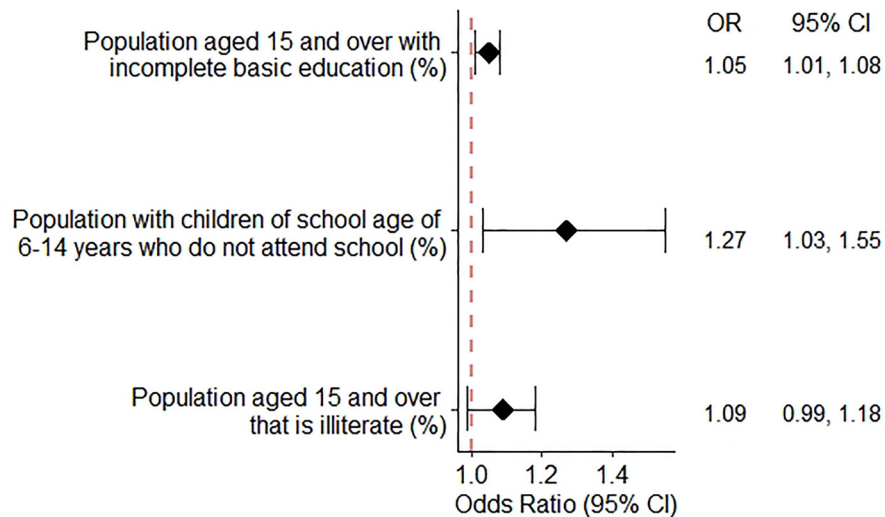 OR 95% CI
Population aged 15 and over with
incomplete basic education (%)
1.05 1.01, 1.08
Population with children of school age of
6-14 years who do not attend school (%)
1.27 1.03, 1.55
Population aged 15 and over
that is illiterate (%)
1.09 0.99, 1.18
1.0 1.2 1.4
Odds Ratio (95% CI)